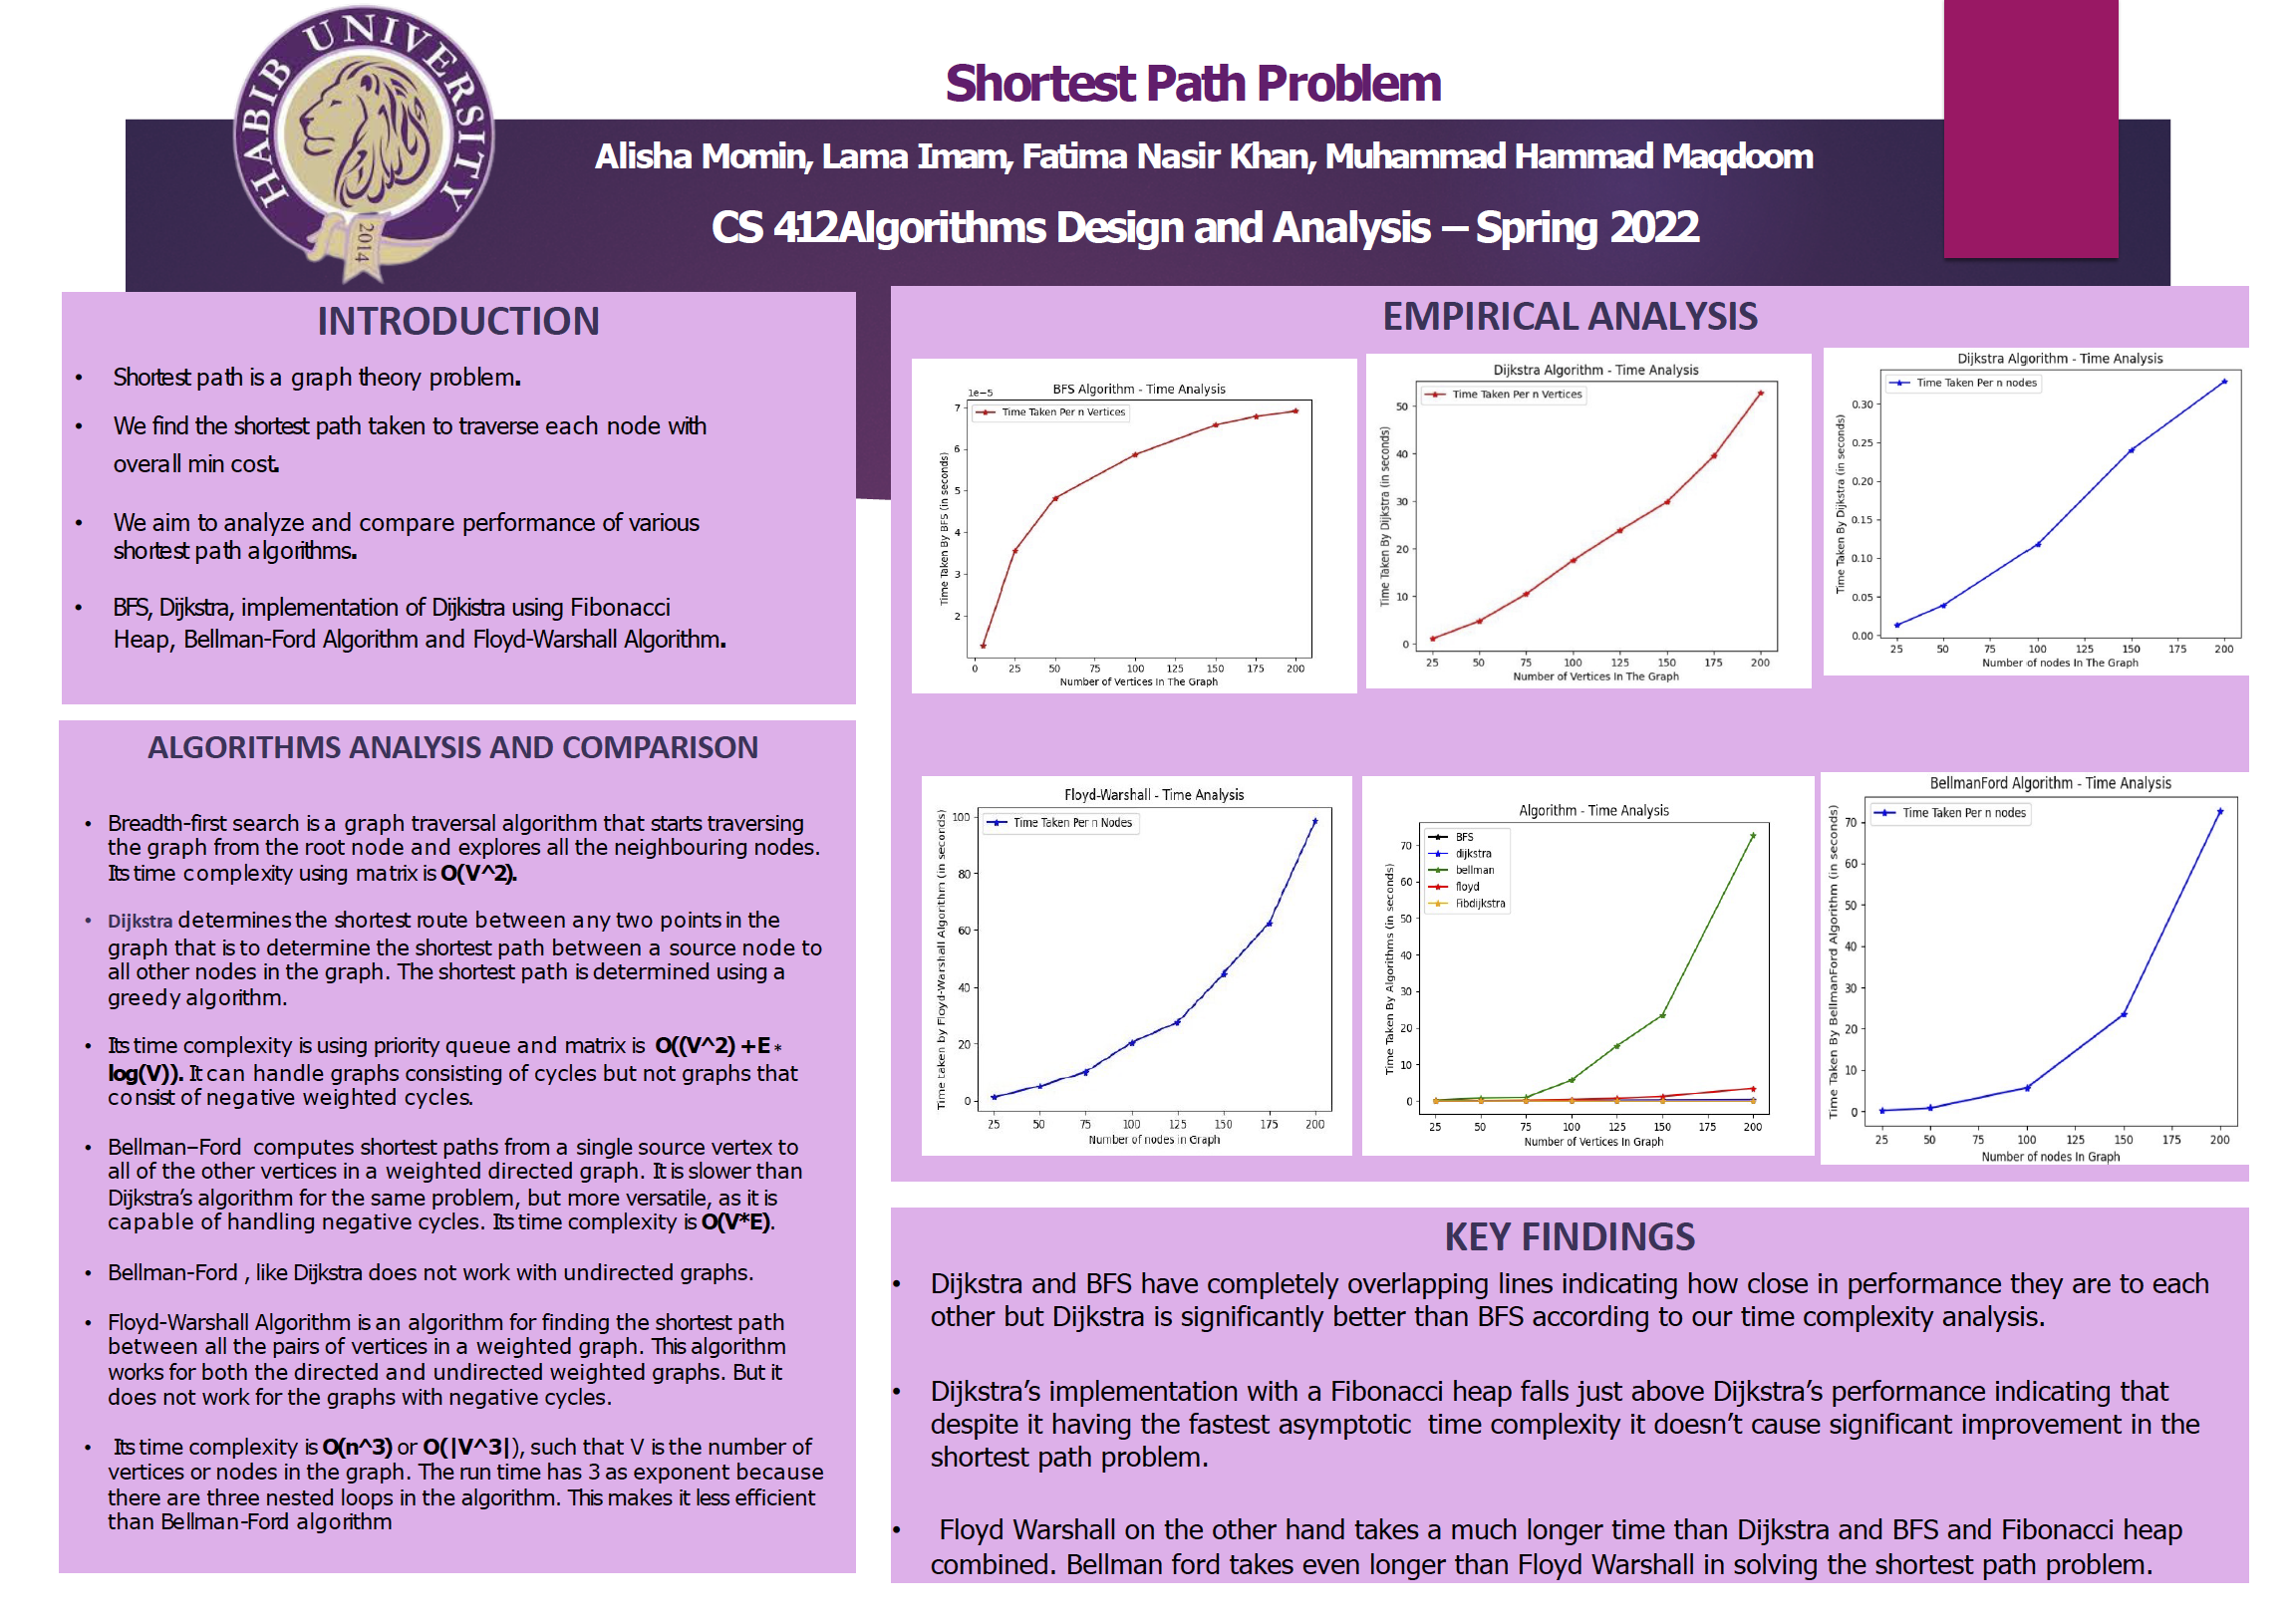 HABIB UNIVERSITY
2014
Shortest Path Problem
Alisha Momin, Lama Imam, Fatima Nasir Khan, Muhammad Hammad Maqdoom
CS 412Algorithms Design and Analysis – Spring 2022
INTRODUCTION
• Shortest path is a graph theory problem.
• We find the shortest path taken to traverse each node with
overall min cost.
• We aim to analyze and compare performance of various
shortest path algorithms.
• BFS, Dijkstra, implementation of Dijkistra using Fibonacci
Heap, Bellman-Ford Algorithm and Floyd-Warshall Algorithm.
ALGORITHMS ANALYSIS AND COMPARISON
• Breadth-first search is a graph traversal algorithm that starts traversing
the graph from the root node and explores all the neighbouring nodes.
Its time complexity using matrix is O(V^2).
• Dijkstra determines the shortest route between any two points in the
graph that is to determine the shortest path between a source node to
all other nodes in the graph. The shortest path is determined using a
greedy algorithm.
• Its time complexity is using priority queue and matrix is O((V^2) +E *
log(V)). It can handle graphs consisting of cycles but not graphs that
consist of negative weighted cycles.
• Bellman–Ford computes shortest paths from a single source vertex to
all of the other vertices in a weighted directed graph. It is slower than
Dijkstra's algorithm for the same problem, but more versatile, as it is
capable of handling negative cycles. Its time complexity is O(V*E).
• Bellman-Ford , like Dijkstra does not work with undirected graphs.
• Floyd-Warshall Algorithm is an algorithm for finding the shortest path
between all the pairs of vertices in a weighted graph. This algorithm
works for both the directed and undirected weighted graphs. But it
does not work for the graphs with negative cycles.
• Its time complexity is O(n^3) or O(|V^3|), such that V is the number of
vertices or nodes in the graph. The run time has 3 as exponent because
there are three nested loops in the algorithm. This makes it less efficient
than Bellman-Ford algorithm
EMPIRICAL ANALYSIS
BFS Algorithm - Time Analysis
1e−5
Time Taken Per n Vertices
Time Taken By BFS (in seconds)
7
6
5
4
3
2
0 25 50 75 100 125 150 175 200
Number of Vertices In The Graph
Dijkstra Algorithm - Time Analysis
Time Taken Per n Vertices
Time Taken By Dijkstra (in seconds)
50
40
30
20
10
0
25 50 75 100 125 150 175 200
Number of Vertices In The Graph
Dijkstra Algorithm - Time Analysis
Time Taken Per n nodes
Time Taken By Dijkstra (in seconds)
0.30
0.25
0.20
0.15
0.10
0.05
0.00
25 50 75 100 125 150 175 200
Number of nodes In The Graph
Floyd-Warshall - Time Analysis
Time Taken Per n Nodes
Time taken by Floyd-Warshall Algorithm (in seconds)
100
80
60
40
20
0
25 50 75 100 125 150 175 200
Number of nodes in Graph
Algorithm - Time Analysis
BFS
dijkstra
bellman
floyd
Fibdijkstra
Time Taken By Algorithms (in seconds)
70
60
50
40
30
20
10
0
25 50 75 100 125 150 175 200
Number of Vertices In Graph
BellmanFord Algorithm - Time Analysis
Time Taken Per n nodes
Time Taken By BellmanFord Algorithm (in seconds)
70
60
50
40
30
20
10
0
25 50 75 100 125 150 175 200
Number of nodes In Graph
KEY FINDINGS
• Dijkstra and BFS have completely overlapping lines indicating how close in performance they are to each
other but Dijkstra is significantly better than BFS according to our time complexity analysis.
• Dijkstra's implementation with a Fibonacci heap falls just above Dijkstra's performance indicating that
despite it having the fastest asymptotic time complexity it doesn't cause significant improvement in the
shortest path problem.
• Floyd Warshall on the other hand takes a much longer time than Dijkstra and BFS and Fibonacci heap
combined. Bellman ford takes even longer than Floyd Warshall in solving the shortest path problem.